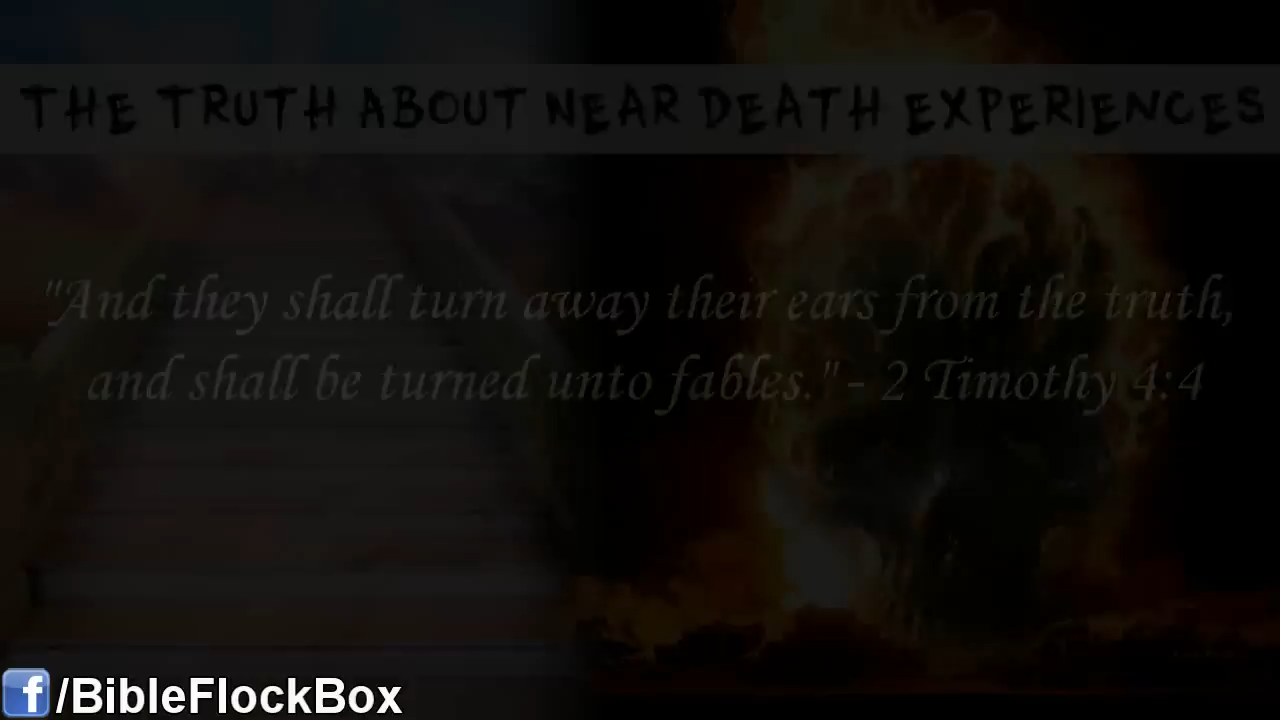 THE TRUTH ABOUT NEAR DEATH EXPERIENCES
"And they shall turn away their ears from the truth,
and shall be turned unto fables." - 2 Timothy 4:4
f/BibleFlockBox